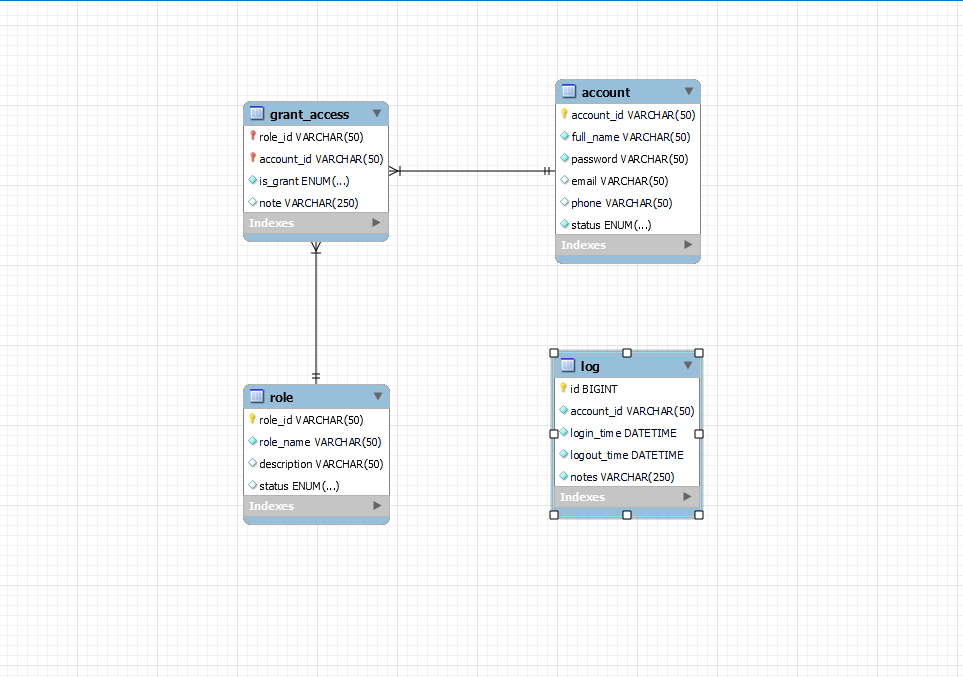 grant_access
role_id VARCHAR(50)
account_id VARCHAR(50)
is_grant ENUM(...)
note VARCHAR(250)
Indexes
account
account_id VARCHAR(50)
full_name VARCHAR(50)
password VARCHAR(50)
email VARCHAR(50)
phone VARCHAR(50)
status ENUM(...)
Indexes
role
role_id VARCHAR(50)
role_name VARCHAR(50)
description VARCHAR(50)
status ENUM(...)
Indexes
log
id BIGINT
account_id VARCHAR(50)
login_time DATETIME
logout_time DATETIME
notes VARCHAR(250)
Indexes